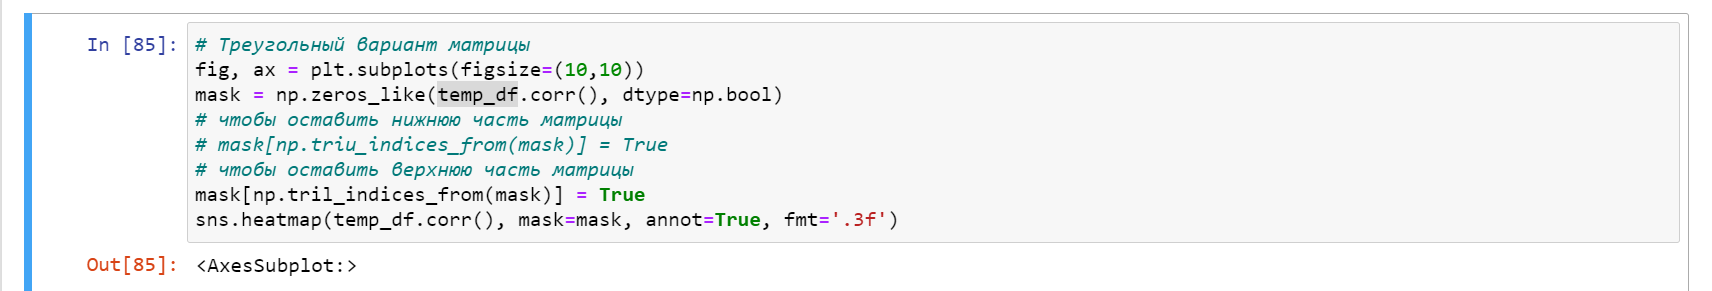 In [85]: # Треугольный вариант матрицы
fig, ax = plt.subplots(figsize=(10,10))
mask = np.zeros_like(temp_df.corr(), dtype=np.bool)
# чтобы оставить нижнюю часть матрицы
# mask[np.triu_indices_from(mask)] = True
# чтобы оставить верхнюю часть матрицы
mask[np.tril_indices_from(mask)] = True
sns.heatmap(temp_df.corr(), mask=mask, annot=True, fmt='.3f')
Out[85]: <AxesSubplot:>